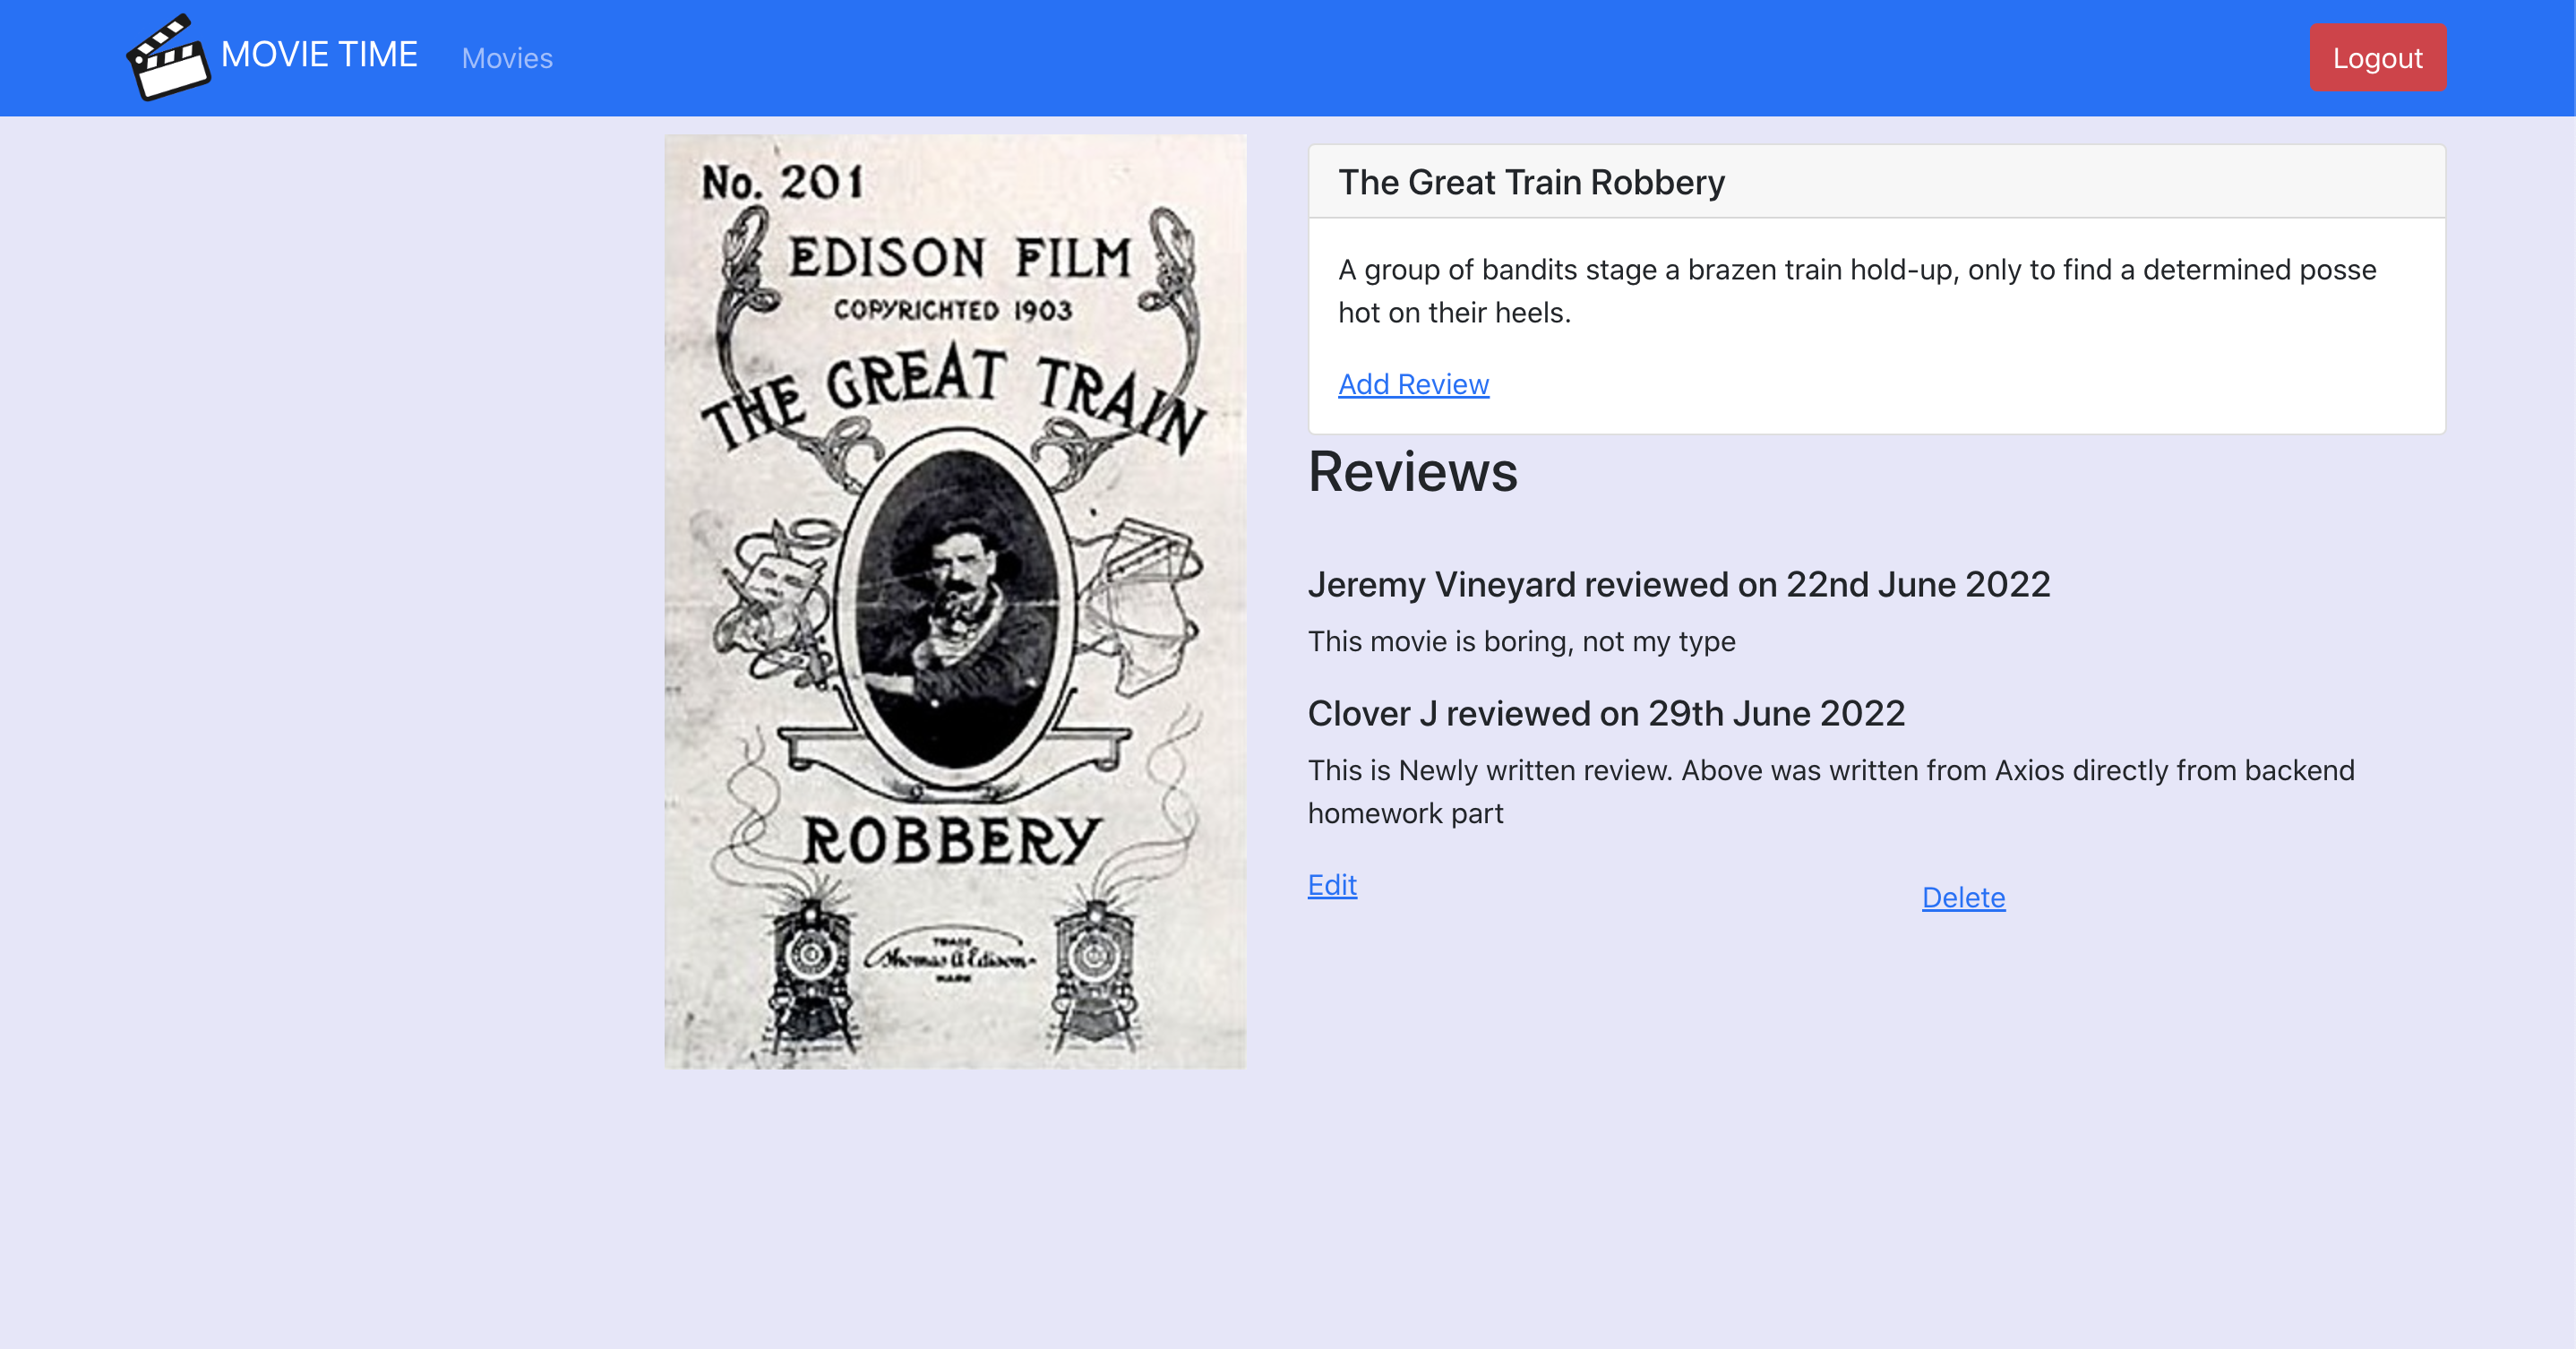 MOVIE TIME
Movies
Logout
No. 201
EDISON FILM
COPYRIGHTED 1903
THE GREAT TRAIN
ROBBERY
TRADE
Thomas A Edison
MARK
The Great Train Robbery
A group of bandits stage a brazen train hold-up, only to find a determined posse
hot on their heels.
Add Review
Reviews
Jeremy Vineyard reviewed on 22nd June 2022
This movie is boring, not my type
Clover J reviewed on 29th June 2022
This is Newly written review. Above was written from Axios directly from backend
homework part
Edit
Delete